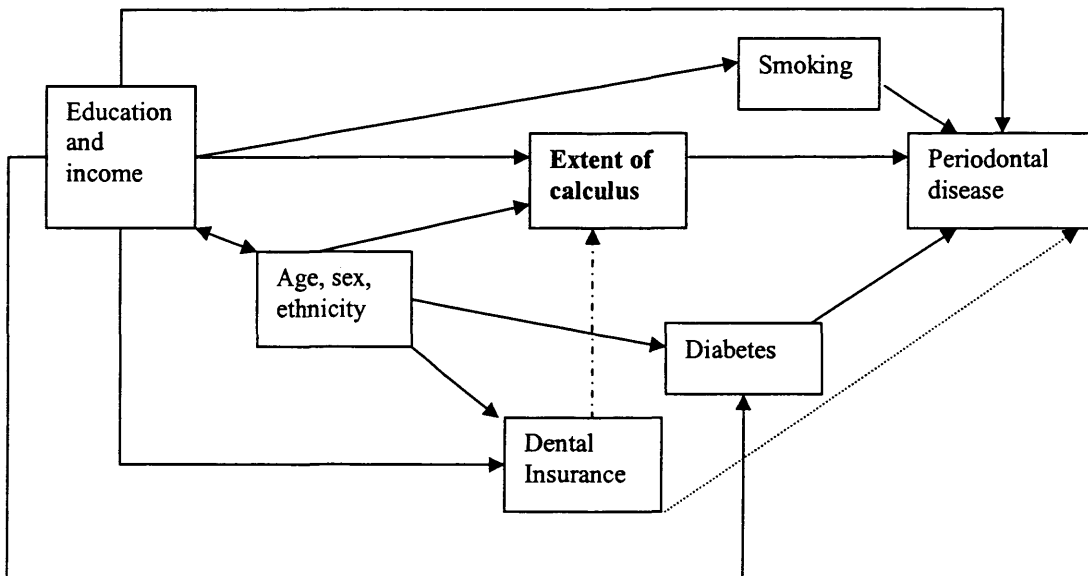 Smoking
Education
and
income
Extent of
calculus
Periodontal
disease
Age, sex,
ethnicity
Diabetes
Dental
Insurance